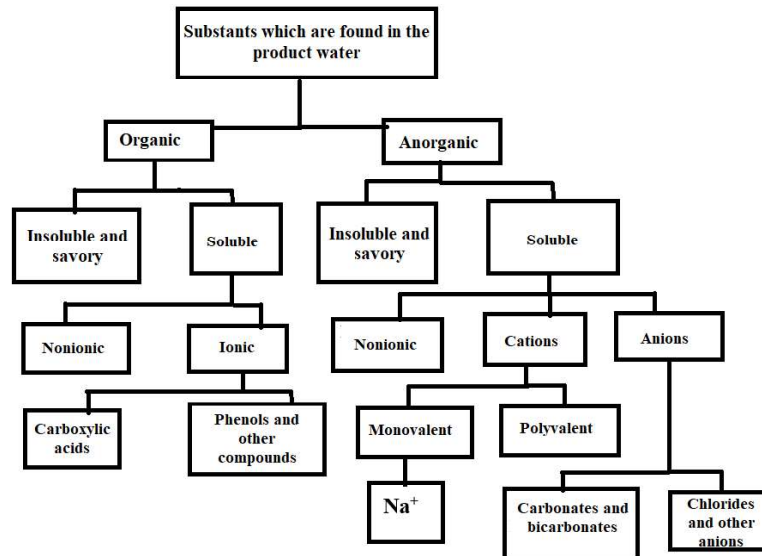 Substants which are found in the
product water
Organic
Anorganic
Insoluble and
savory
Soluble
Insoluble and
savory
Soluble
Nonionic
Ionic
Nonionic
Cations
Anions
Carboxylic
acids
Phenols and
other
compounds
Monovalent
Polyvalent
Na⁺
Carbonates and
bicarbonates
Chlorides
and other
anions